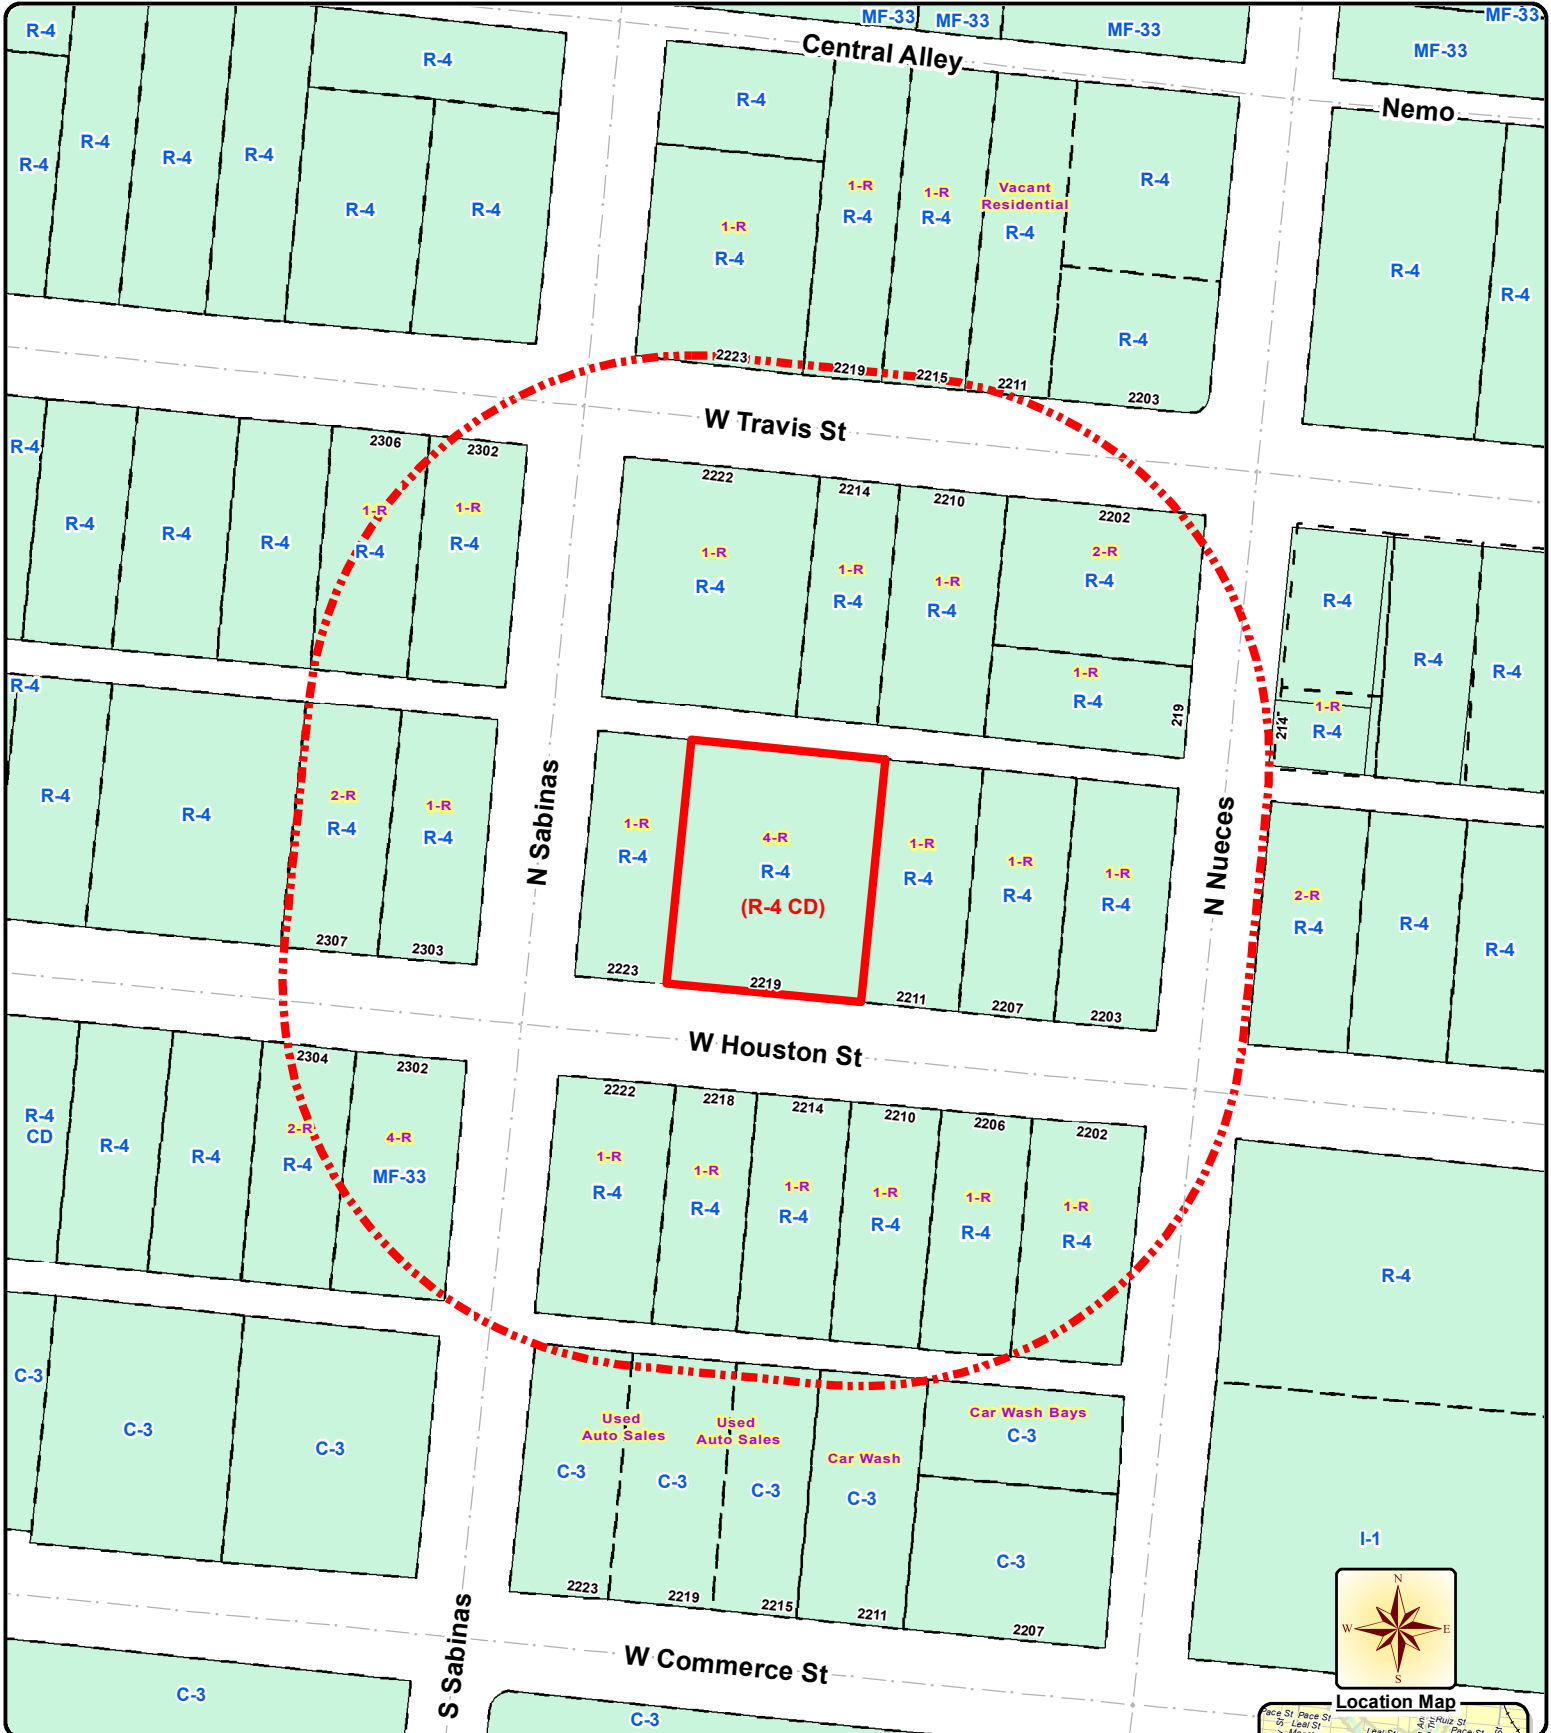 R-4
MF-33
MF-33
MF-33
MF-33
MF-33
Central Alley
Nemo
R-4
R-4
R-4
R-4
R-4
R-4
R-4
R-4
1-R
R-4
1-R
R-4
1-R
R-4
Vacant
Residential
R-4
R-4
R-4
R-4
R-4
2223
2219
2215
2211
2203
W Travis St
R-4
2306
2302
R-4
R-4
R-4
1-R
R-4
1-R
R-4
2222
2214
2210
2202
1-R
R-4
1-R
R-4
1-R
R-4
2-R
R-4
1-R
R-4
219
R-4
R-4
R-4
1-R
R-4
214
R-4
R-4
R-4
2-R
R-4
1-R
R-4
2307
2303
N Sabinas
1-R
R-4
4-R
R-4
(R-4 CD)
1-R
R-4
1-R
R-4
1-R
R-4
2223
2219
2211
2207
2203
N Nueces
2-R
R-4
R-4
R-4
W Houston St
2304
2302
R-4
CD
R-4
R-4
2-R
R-4
4-R
MF-33
2222
2218
2214
2210
2206
2202
1-R
R-4
1-R
R-4
1-R
R-4
1-R
R-4
1-R
R-4
1-R
R-4
R-4
C-3
C-3
C-3
Used
Auto Sales
Used
Auto Sales
Car Wash
Car Wash Bays
C-3
C-3
C-3
C-3
C-3
C-3
I-1
2223
2219
2215
2211
2207
S Sabinas
W Commerce St
C-3
C-3
N
W
E
S
Location Map
Pace St
Pace St
Leal St
Ruiz St